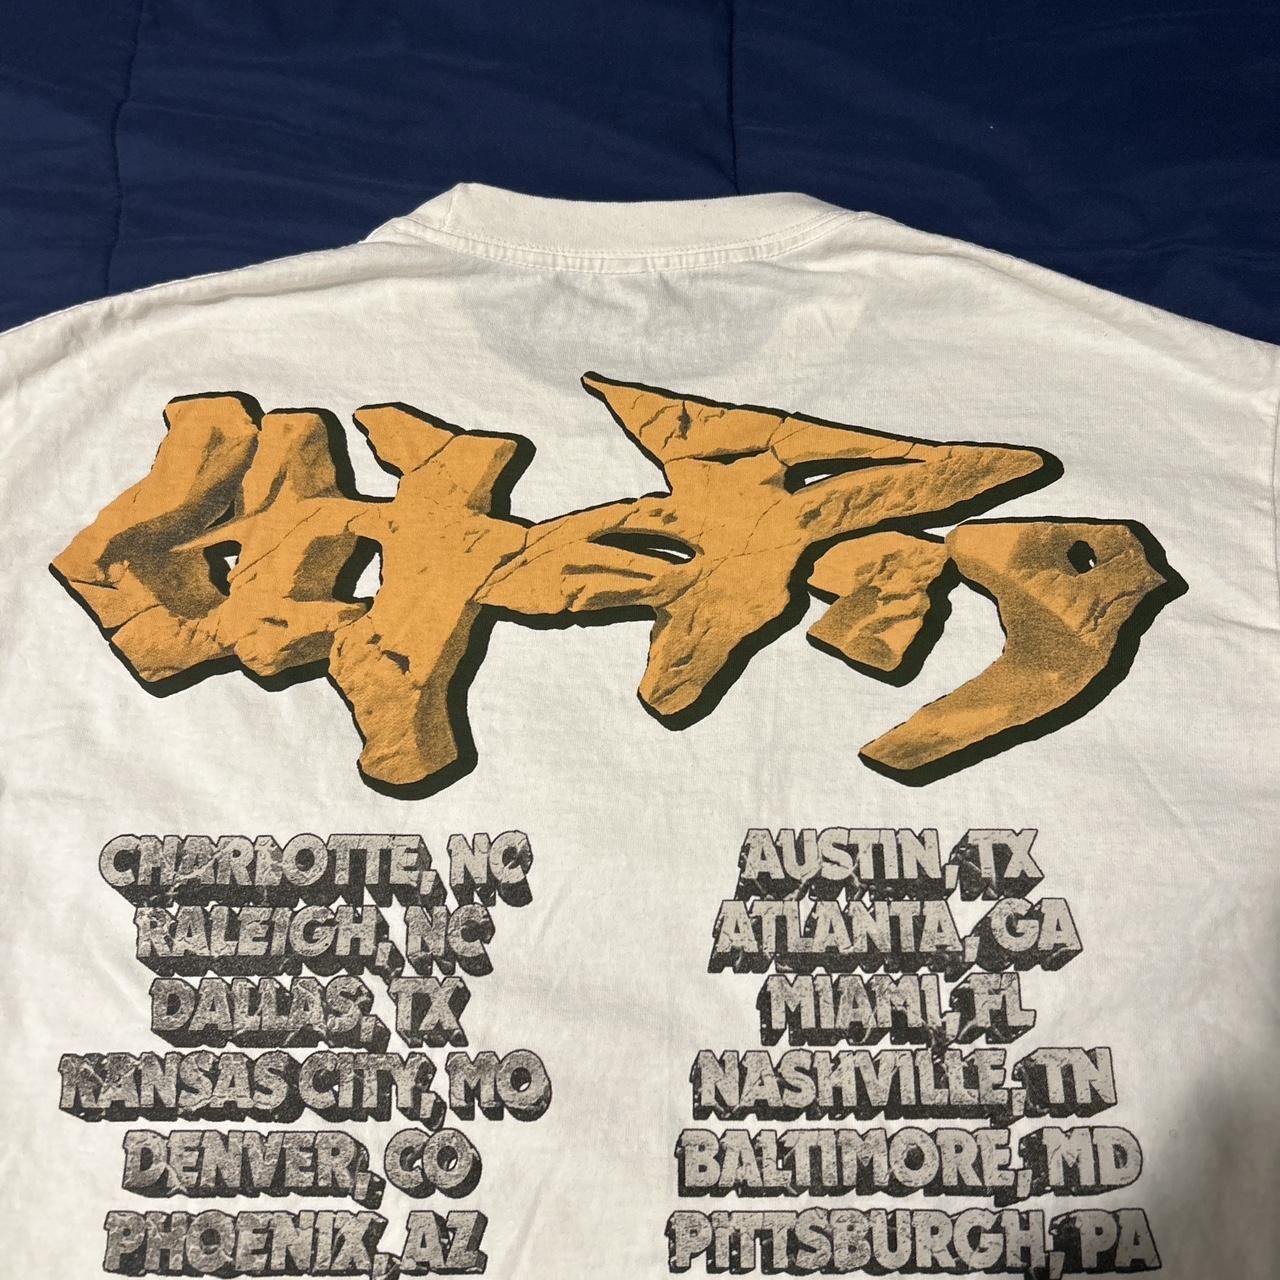 CHARLOTTE, NC
RALEIGH, NC
DALLAS, TX
KANSAS CITY, MO
DENVER, CO
PHOENIX, AZ
AUSTIN, TX
ATLANTA, GA
MIAMI, FL
NASHVILLE, TN
BALTIMORE, MD
PITTSBURGH, PA